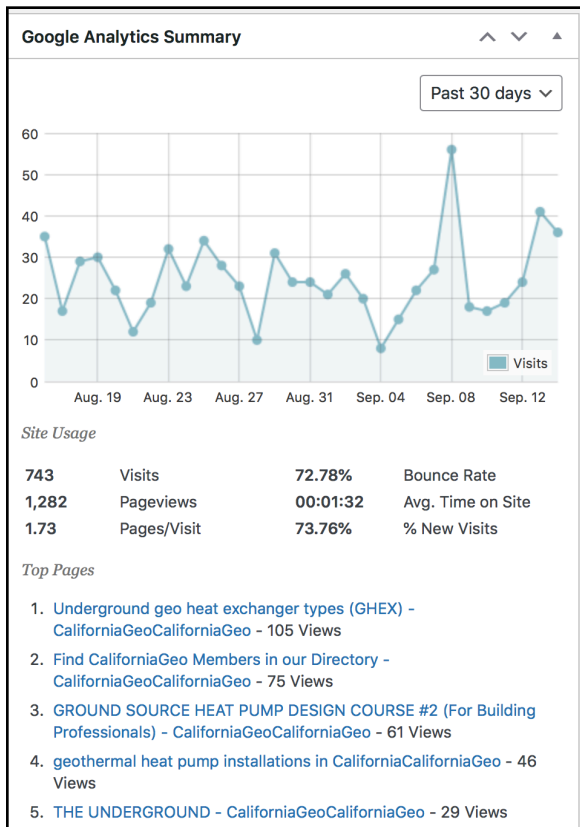 Google Analytics Summary
Past 30 days
60
50
40
30
20
10
0
Visits
Aug. 19 Aug. 23 Aug. 27 Aug. 31 Sep. 04 Sep. 08 Sep. 12
Site Usage
743 Visits 72.78% Bounce Rate
1,282 Pageviews 00:01:32 Avg. Time on Site
1.73 Pages/Visit 73.76% % New Visits
Top Pages
1. Underground geo heat exchanger types (GHEX) -
CaliforniaGeoCaliforniaGeo - 105 Views
2. Find CaliforniaGeo Members in our Directory -
CaliforniaGeoCaliforniaGeo - 75 Views
3. GROUND SOURCE HEAT PUMP DESIGN COURSE #2 (For Building
Professionals) - CaliforniaGeoCaliforniaGeo - 61 Views
4. geothermal heat pump installations in CaliforniaCaliforniaGeo - 46
Views
5. THE UNDERGROUND - CaliforniaGeoCaliforniaGeo - 29 Views